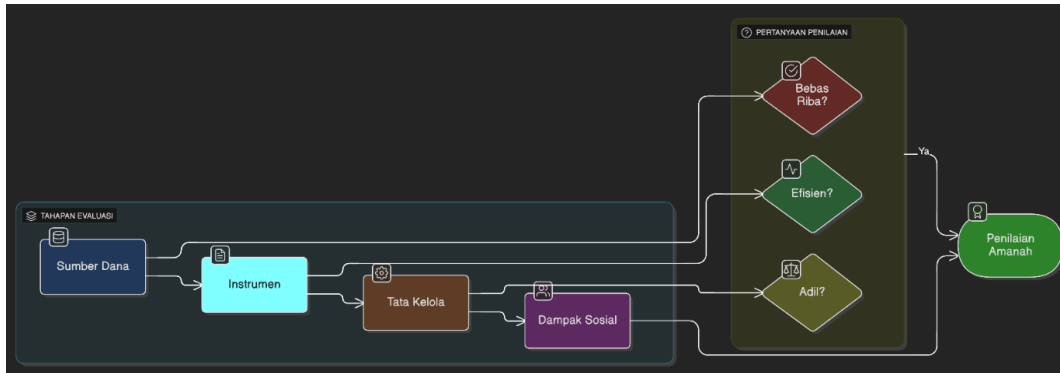 PERTANYAAN PENILAIAN
Bebas
Riba?
Ya
Efisien?
TAHAPAN EVALUASI
Sumber Dana
Instrumen
Tata Kelola
Dampak Sosial
Adil?
Penilaian
Amanah